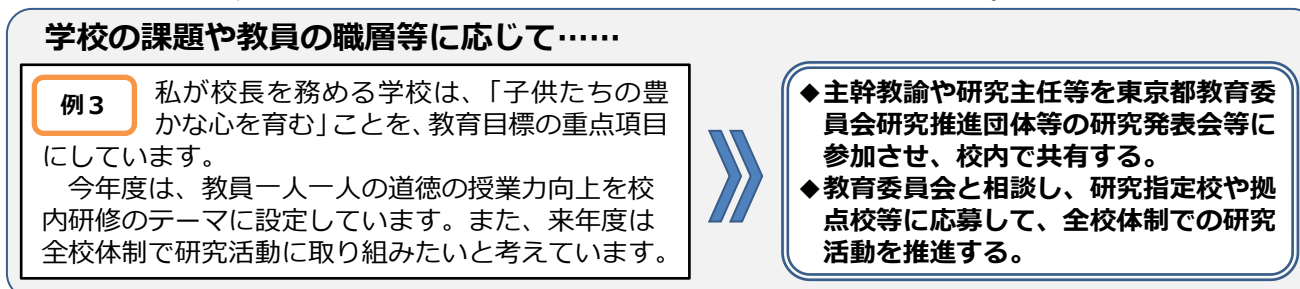 学校の課題や教員の職層等に応じて……
例３
私が校長を務める学校は、「子供たちの豊
かな心を育む」ことを、教育目標の重点項目
にしています。
今年度は、教員一人一人の道徳の授業力向上を校
内研修のテーマに設定しています。また、来年度は
全校体制で研究活動に取り組みたいと考えています。
◆主幹教諭や研究主任等を東京都教育委
員会研究推進団体等の研究発表会等に
参加させ、校内で共有する。
◆教育委員会と相談し、研究指定校や拠
点校等に応募して、全校体制での研究
活動を推進する。